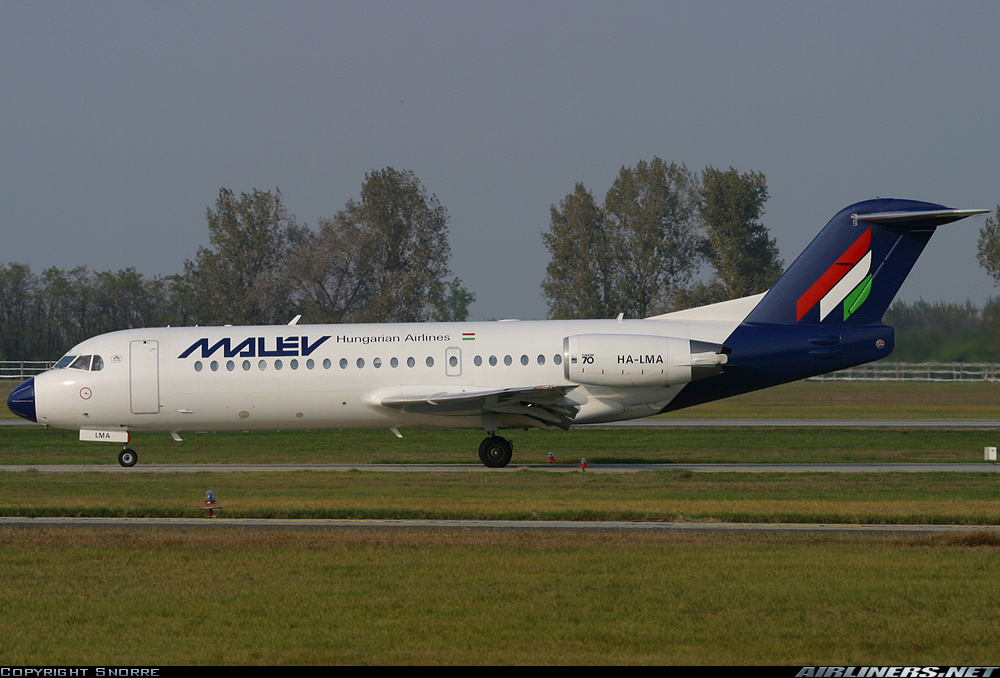 MALEV Hungarian Airlines
70 HA-LMA
LMA
Copyright Snorre
AIRLINERS.NET